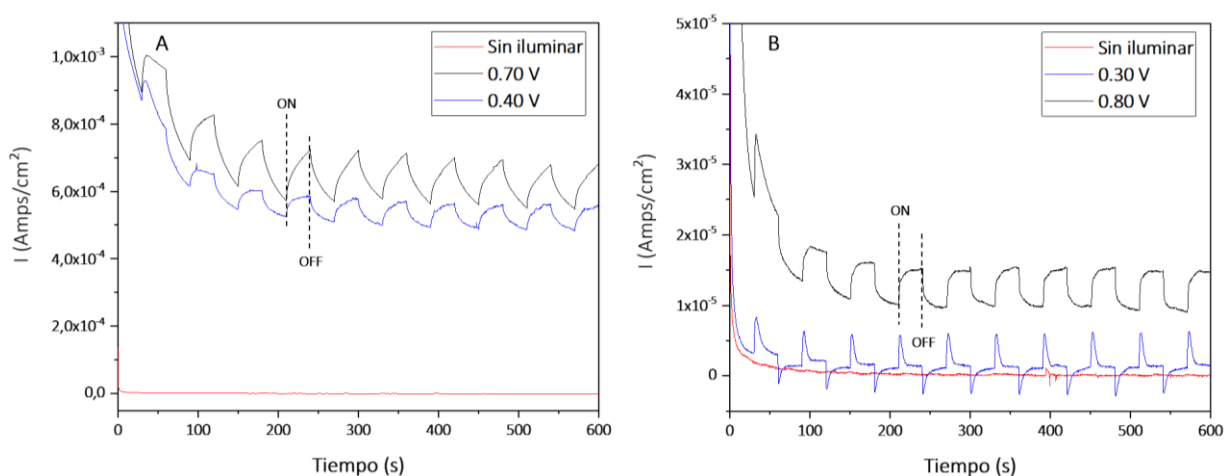 A
Sin iluminar
0.70 V
0.40 V
ON
OFF
1,0x10⁻³
8,0x10⁻⁴
6,0x10⁻⁴
4,0x10⁻⁴
2,0x10⁻⁴
0,0
I (Amps/cm²)
0 100 200 300 400 500 600
Tiempo (s)
B
Sin iluminar
0.30 V
0.80 V
ON
OFF
5x10⁻⁵
4x10⁻⁵
3x10⁻⁵
2x10⁻⁵
1x10⁻⁵
0
I (Amps/cm²)
0 100 200 300 400 500 600
Tiempo (s)